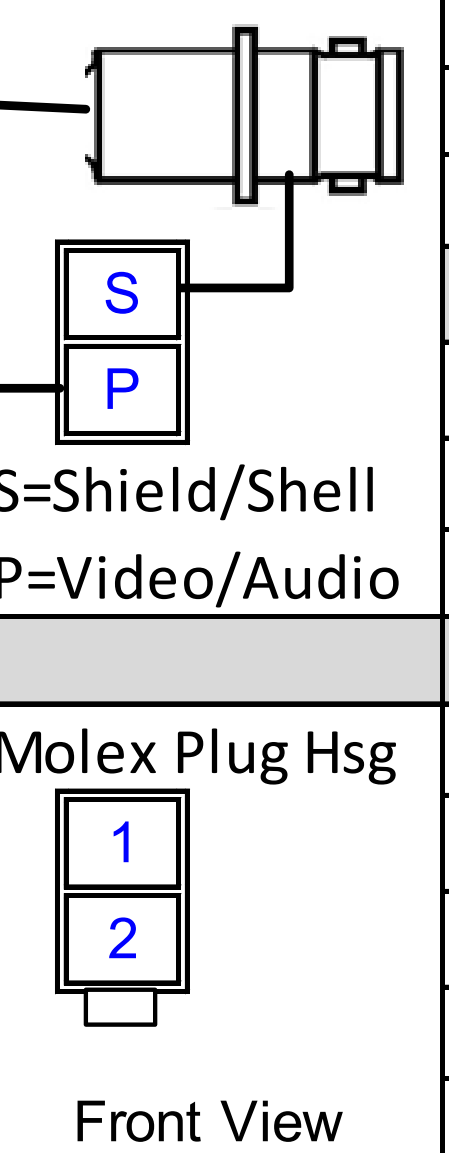 S
P
S=Shield/Shell
P=Video/Audio
Molex Plug Hsg
1
2
Front View